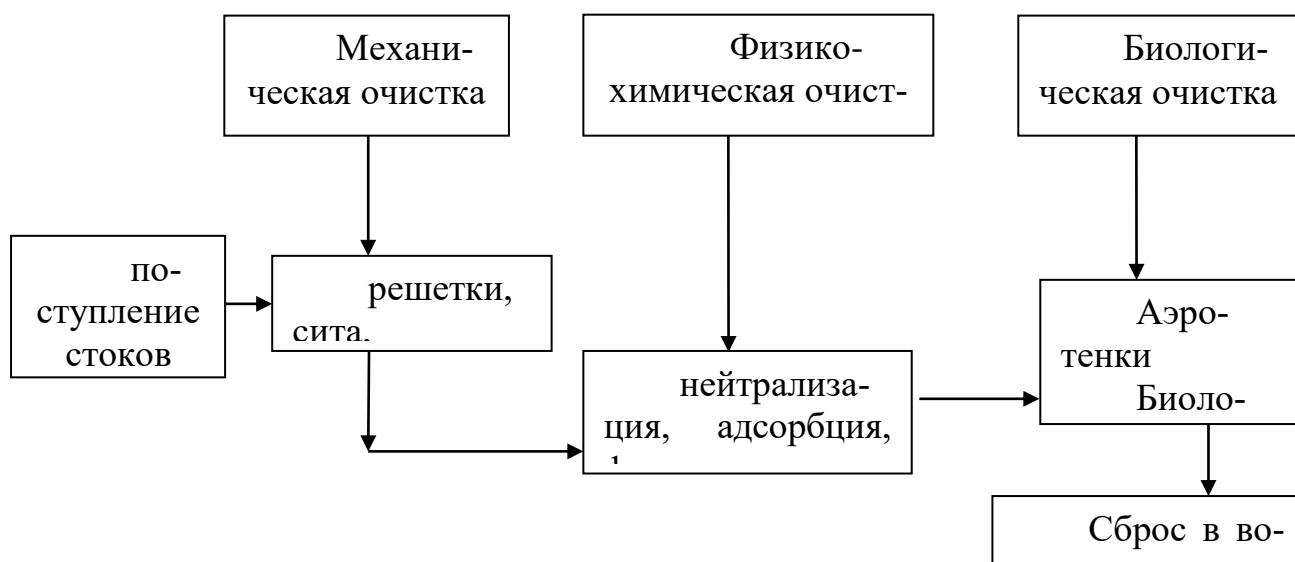 Механи-
ческая очистка
Физико-
химическая очист-
Биологи-
ческая очистка
по-
ступление
стоков
решетки,
сита,
нейтрализа-
ция, адсорбция,
Аэро-
тенки
Биоло-
Сброс в во-